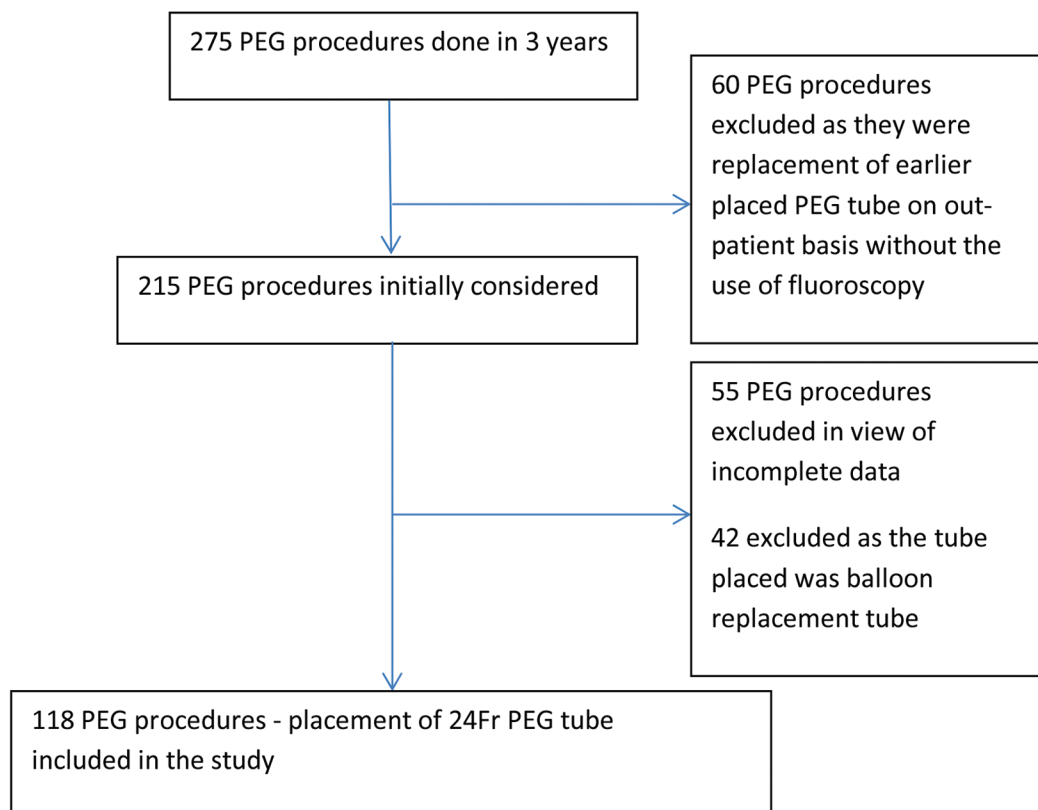 275 PEG procedures done in 3 years
60 PEG procedures
excluded as they were
replacement of earlier
placed PEG tube on out-
patient basis without the
use of fluoroscopy
215 PEG procedures initially considered
55 PEG procedures
excluded in view of
incomplete data
42 excluded as the tube
placed was balloon
replacement tube
118 PEG procedures - placement of 24Fr PEG tube
included in the study